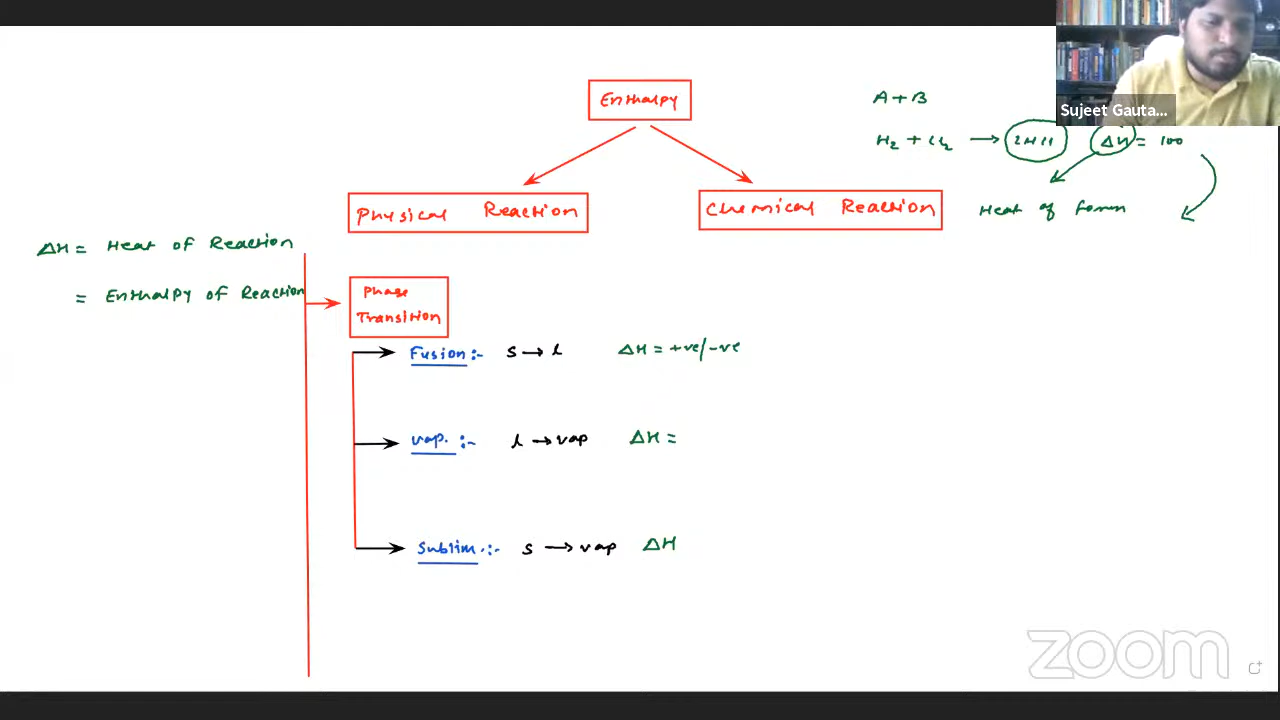 Enthalpy
A + B
Sujeet Gauta...
H2 + Cl2 → 2HCl ΔH = 100
Physical Reaction
Chemical Reaction
Heat of form
ΔH = Heat of Reaction
= Enthalpy of Reaction
Phase
Transition
Fusion :- s → l ΔH = +ve/-ve
vap. :- l → vap ΔH =
Sublim. :- s → vap ΔH
zoom